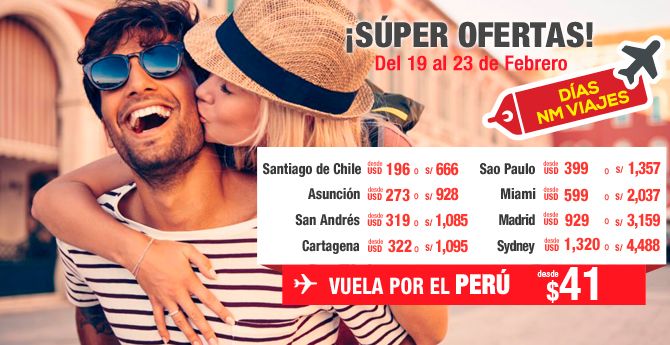 ¡SÚPER OFERTAS!
Del 19 al 23 de Febrero
DÍAS
NM VIAJES
Santiago de Chile desde USD 196 o S/ 666
Asunción desde USD 273 o S/ 928
San Andrés desde USD 319 o S/ 1,085
Cartagena desde USD 322 o S/ 1,095
Sao Paulo desde USD 399 o S/ 1,357
Miami desde USD 599 o S/ 2,037
Madrid desde USD 929 o S/ 3,159
Sydney desde USD 1,320 o S/ 4,488
VUELA POR EL PERÚ desde $41